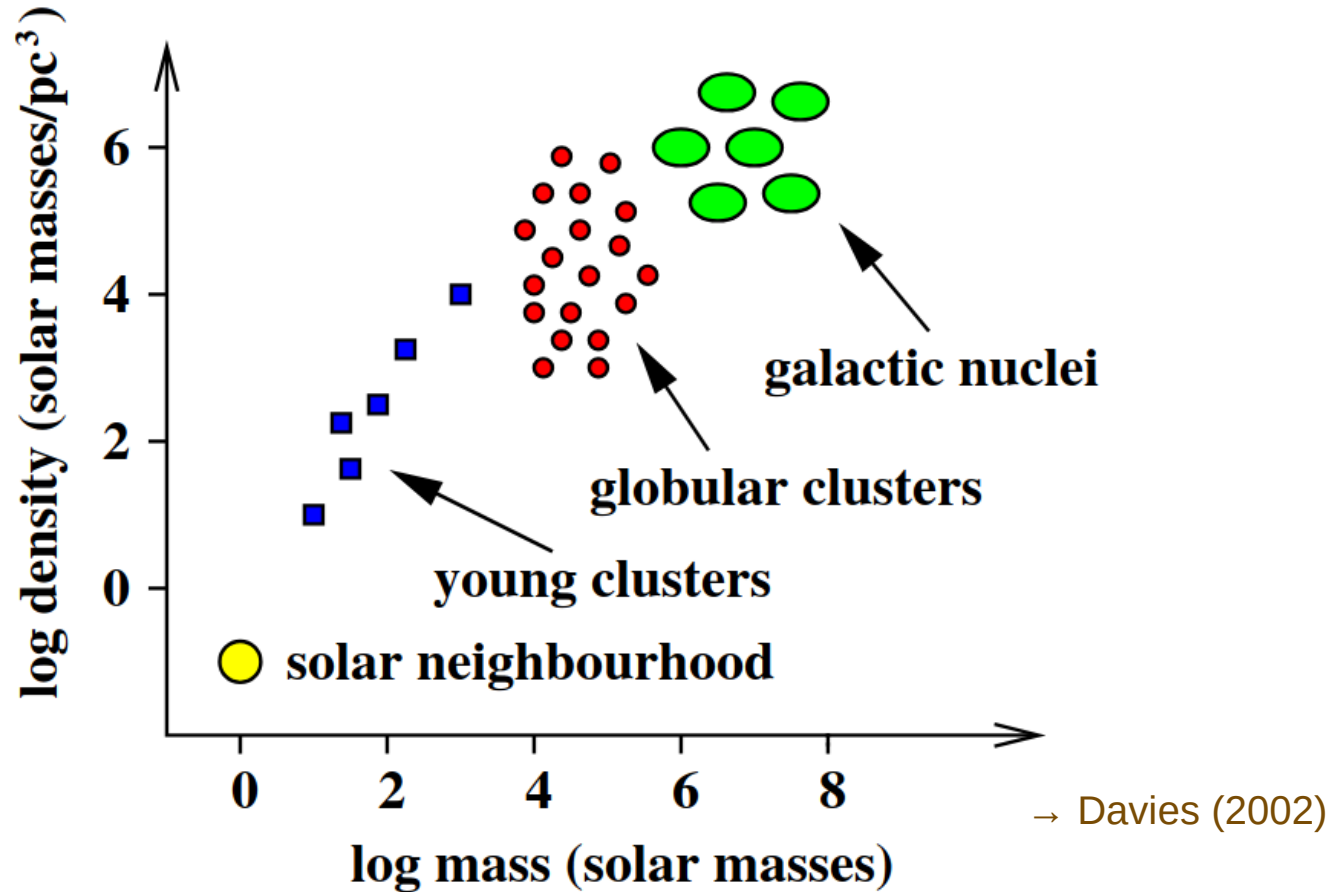 log density (solar masses/pc³)
6
4
2
0
galactic nuclei
globular clusters
young clusters
solar neighbourhood
0 2 4 6 8
log mass (solar masses)
→ Davies (2002)